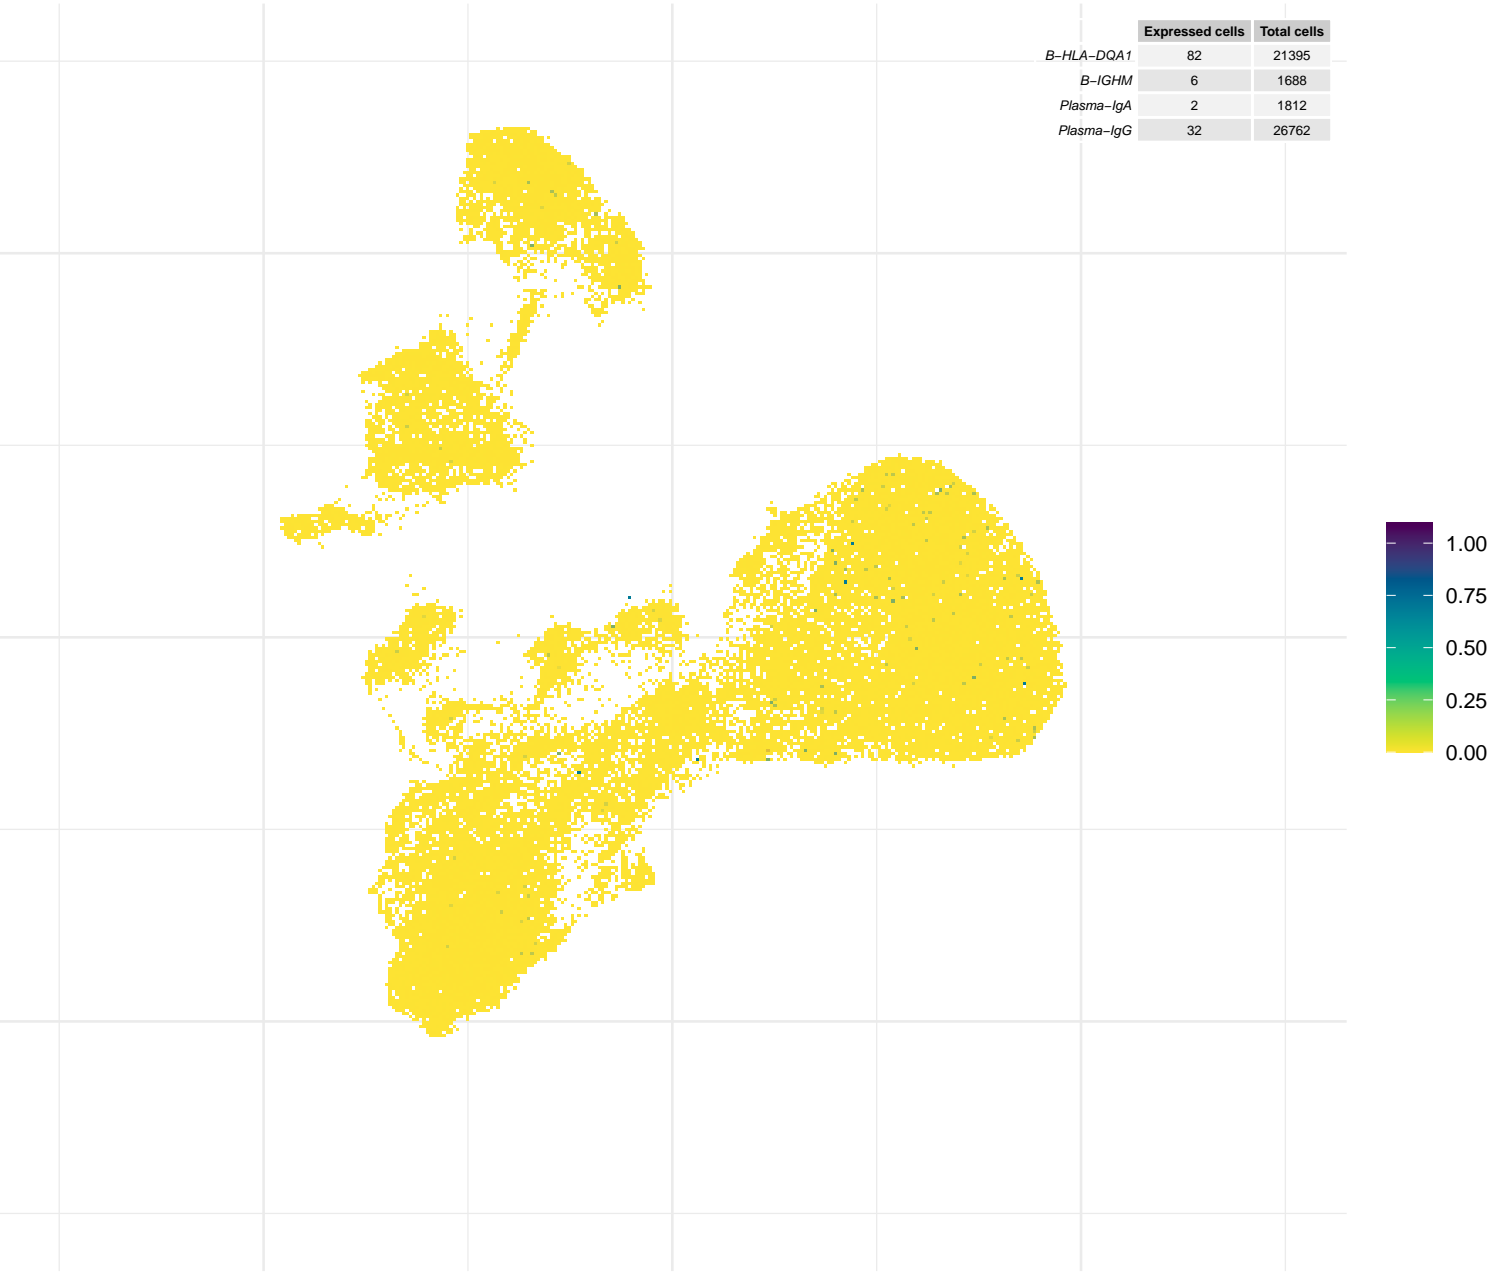 Expressed cells Total cells
B−HLA−DQA1 82 21395
B−IGHM 6 1688
Plasma−IgA 2 1812
Plasma−IgG 32 26762
1.00
0.75
0.50
0.25
0.00